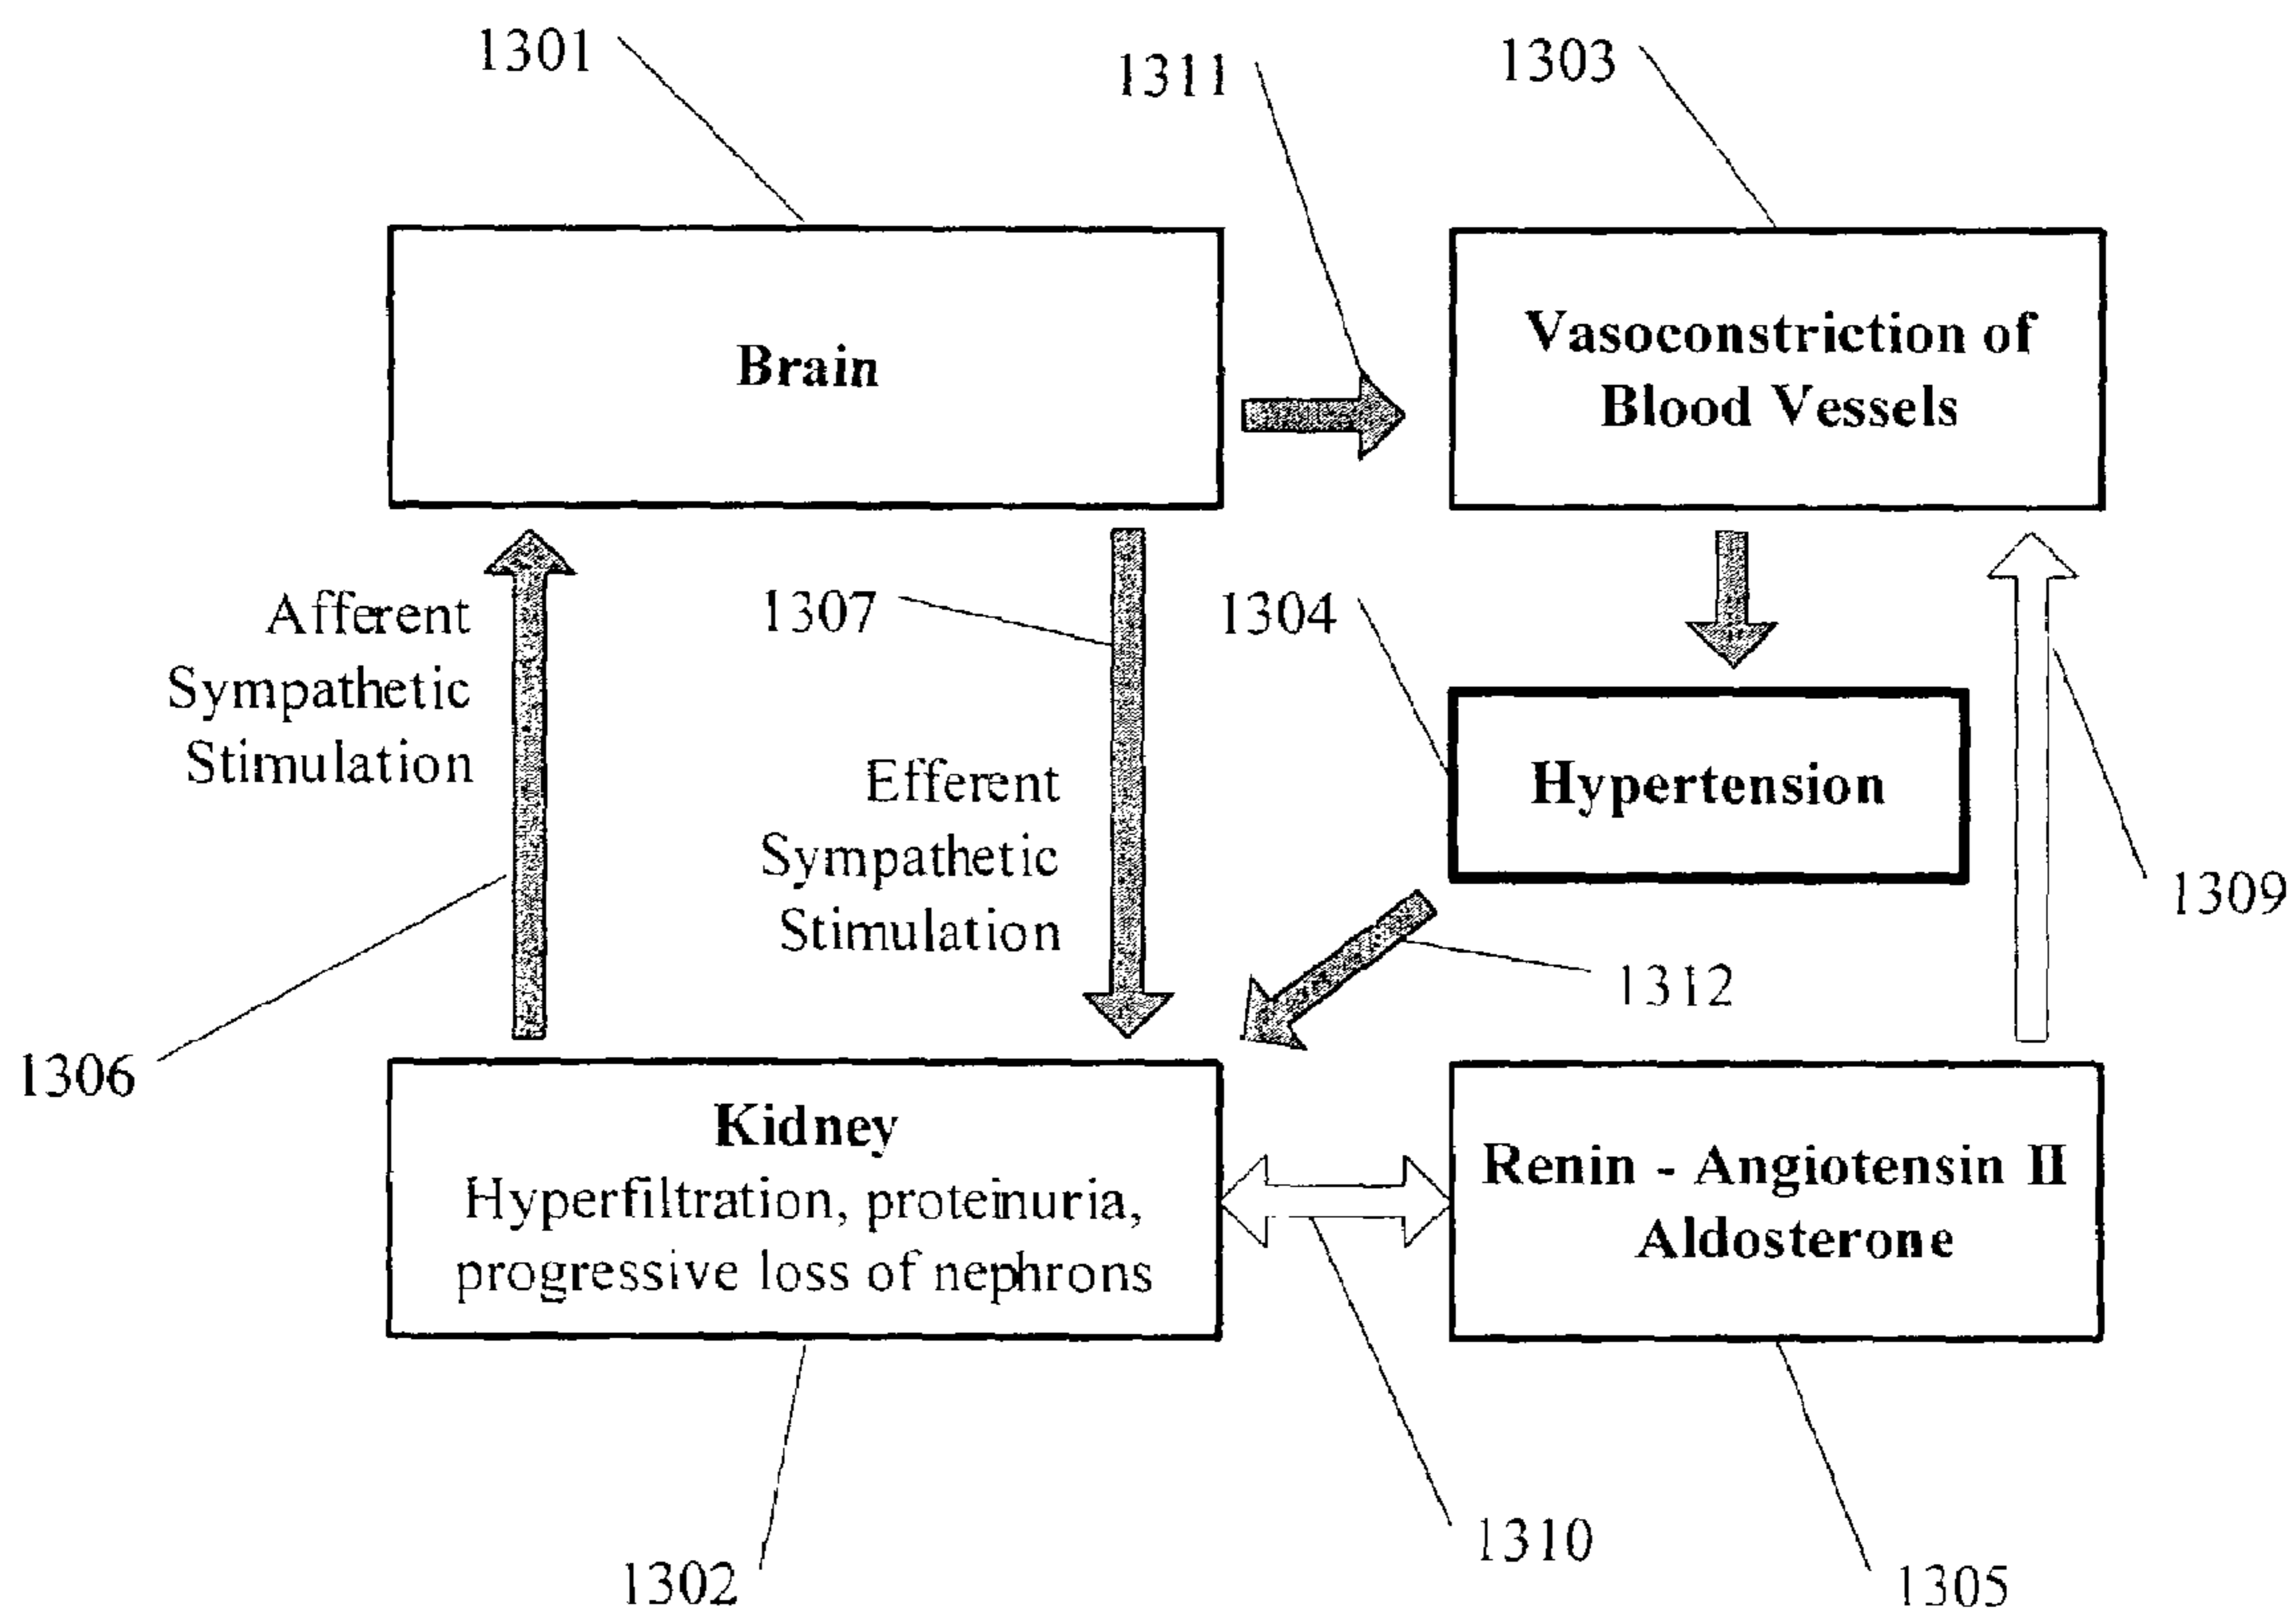 1301
1311
1303
Brain
Vasoconstriction of
Blood Vessels
Afferent
Sympathetic
Stimulation
1307
Efferent
Sympathetic
Stimulation
1304
Hypertension
1309
1312
1306
Kidney
Hyperfiltration, proteinuria,
progressive loss of nephrons
Renin - Angiotensin II
Aldosterone
1310
1302
1305